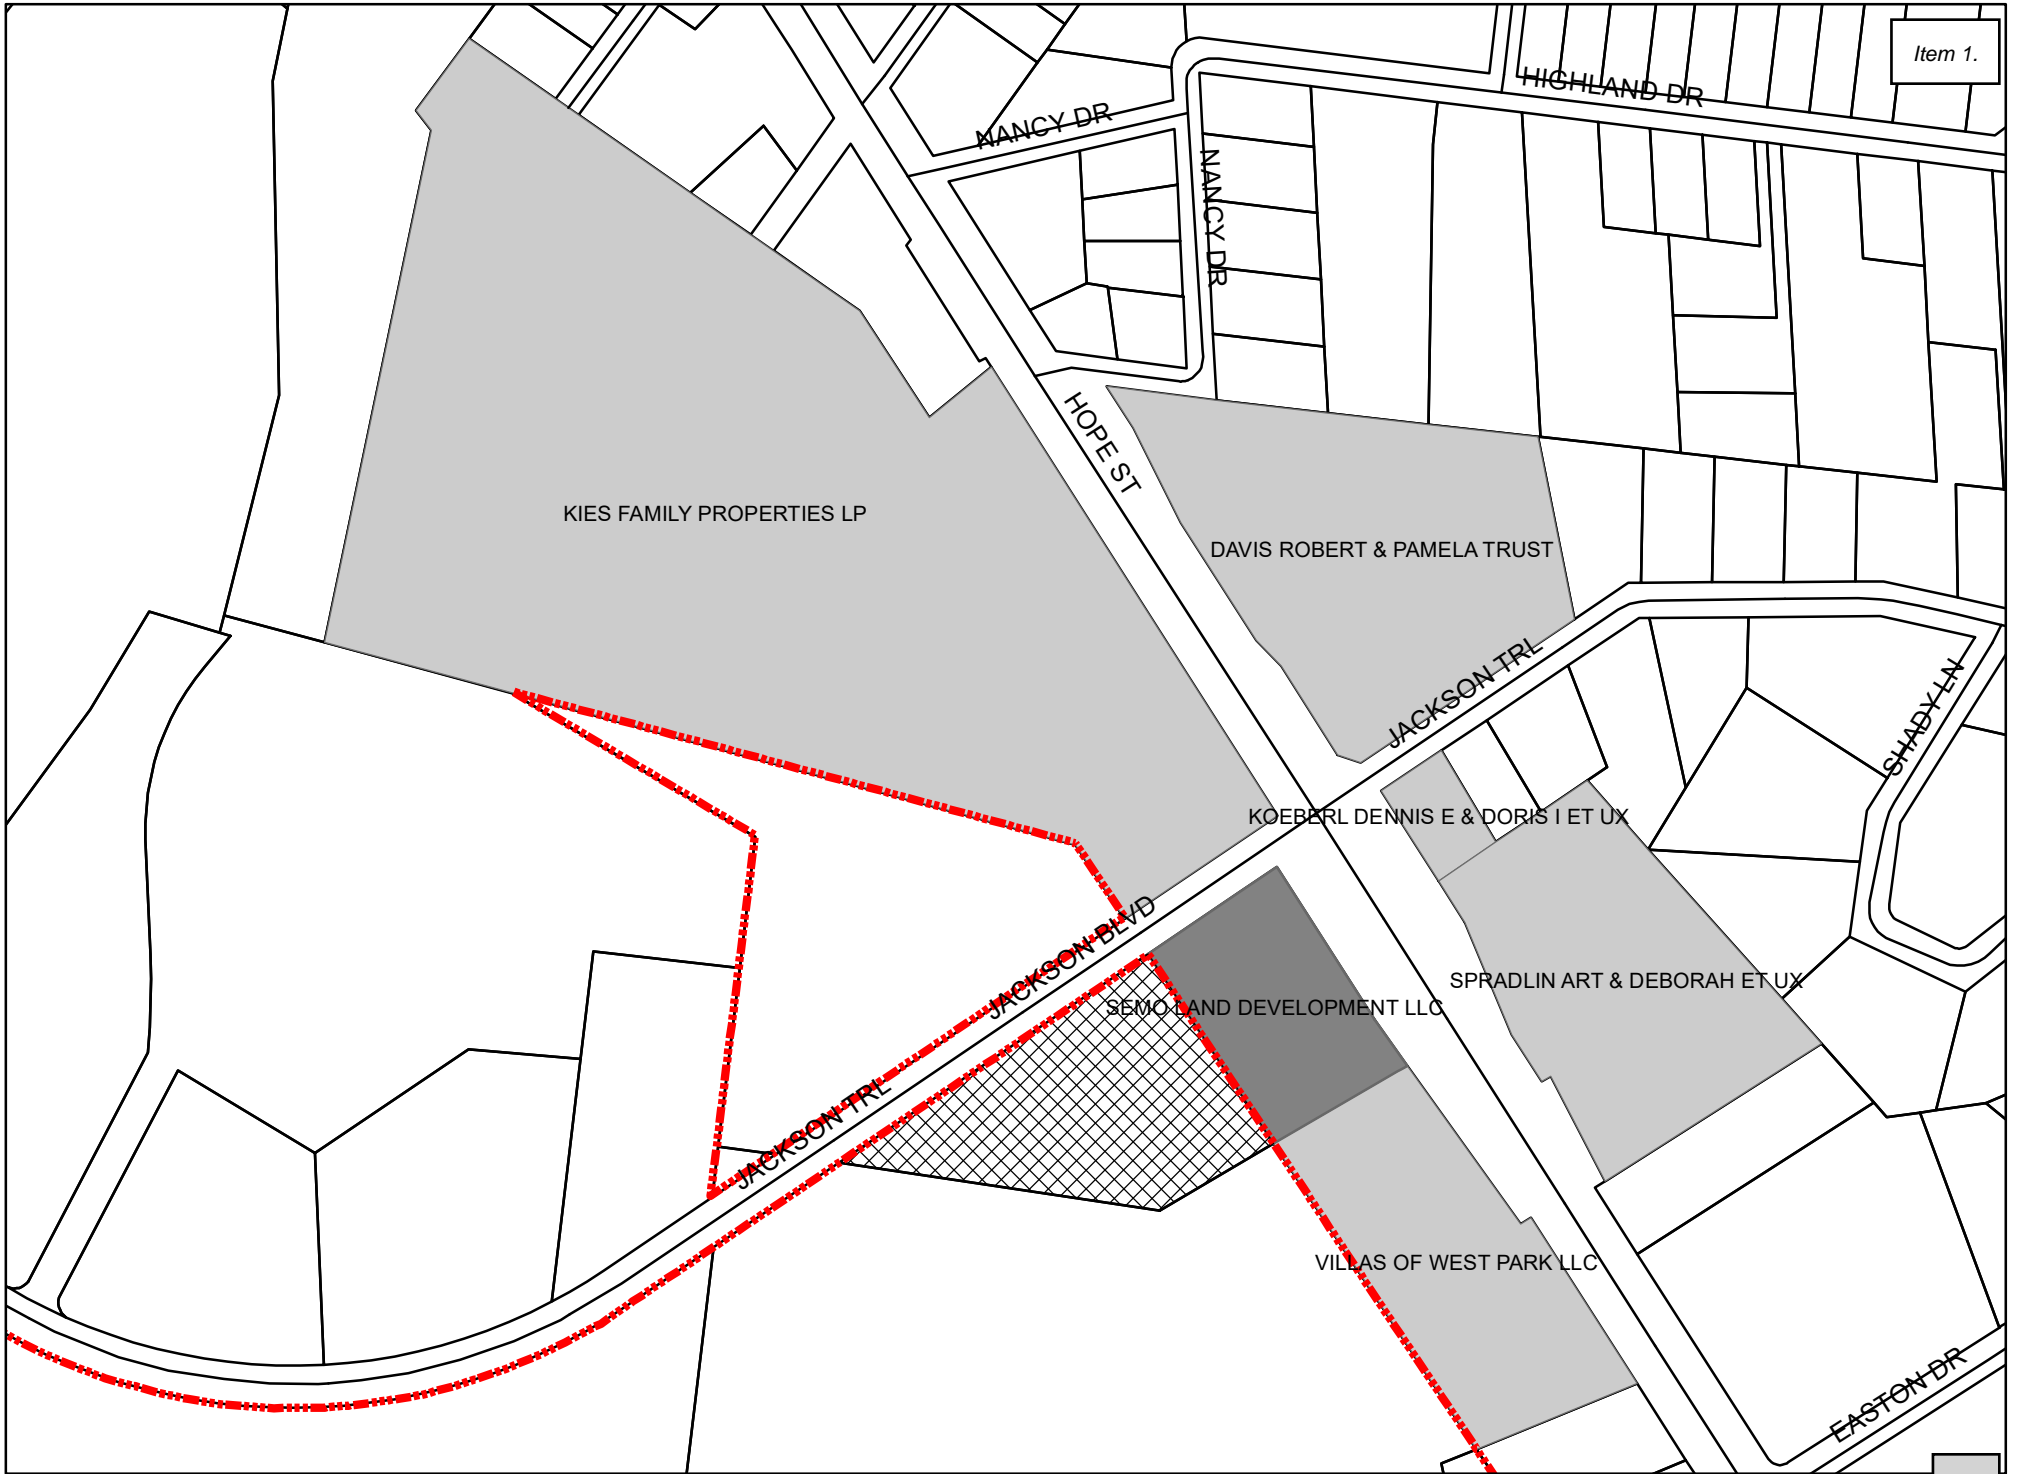 Item 1.
HIGHLAND DR
NANCY DR
NANCY DR
HOPE ST
KIES FAMILY PROPERTIES LP
DAVIS ROBERT & PAMELA TRUST
JACKSON TRL
SHADY LN
KOEBERL DENNIS E & DORIS I ET UX
JACKSON BLVD
SPRADLIN ART & DEBORAH ET UX
SEMO LAND DEVELOPMENT LLC
JACKSON TRL
VILLAS OF WEST PARK LLC
EASTON DR